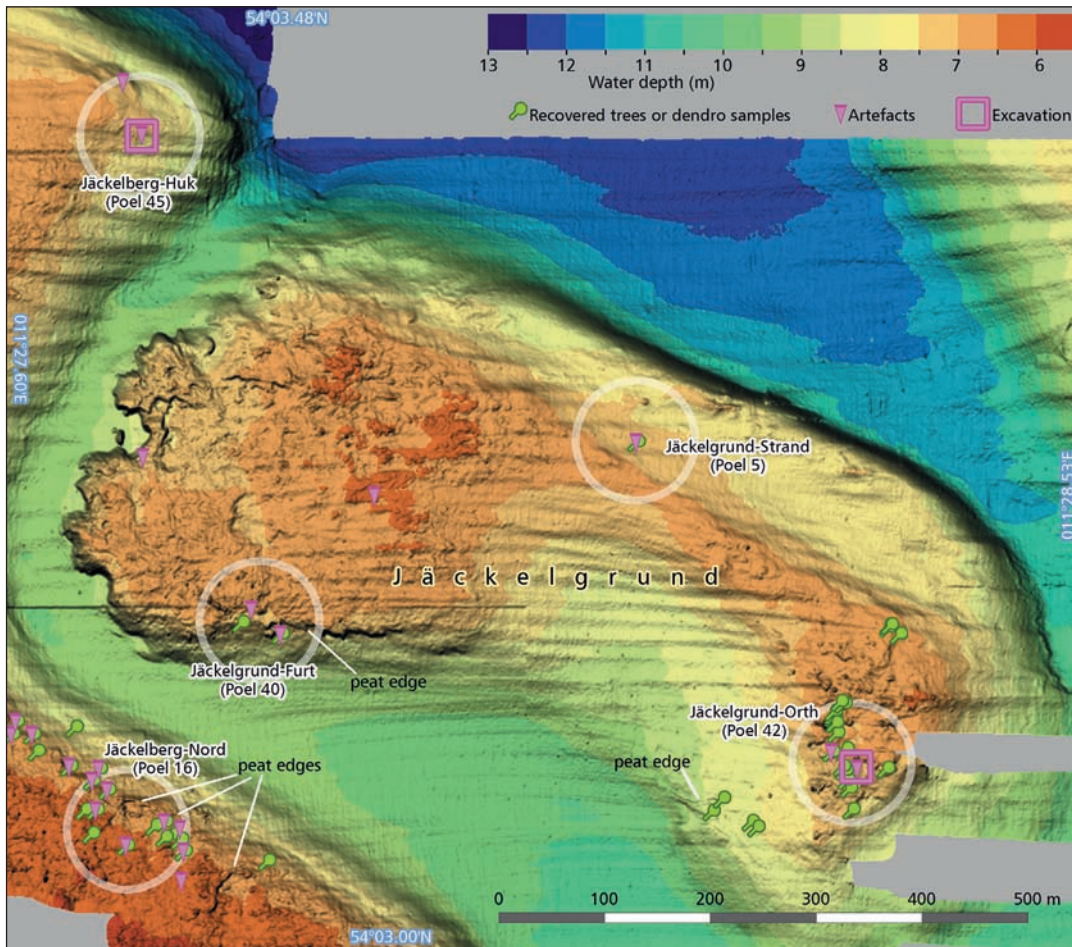 54°03.48'N
13 12 11 10 9 8 7 6
Water depth (m)
Recovered trees or dendro samples
Artefacts
Excavation
Jäckelberg-Huk
(Poel 45)
011°27.60'E
Jäckelgrund-Strand
(Poel 5)
011°28.53'E
Jäckelgrund
Jäckelgrund-Furt
(Poel 40)
peat edge
Jäckelgrund-Orth
(Poel 42)
Jäckelberg-Nord
(Poel 16)
peat edges
peat edge
0 100 200 300 400 500 m
54°03.00'N